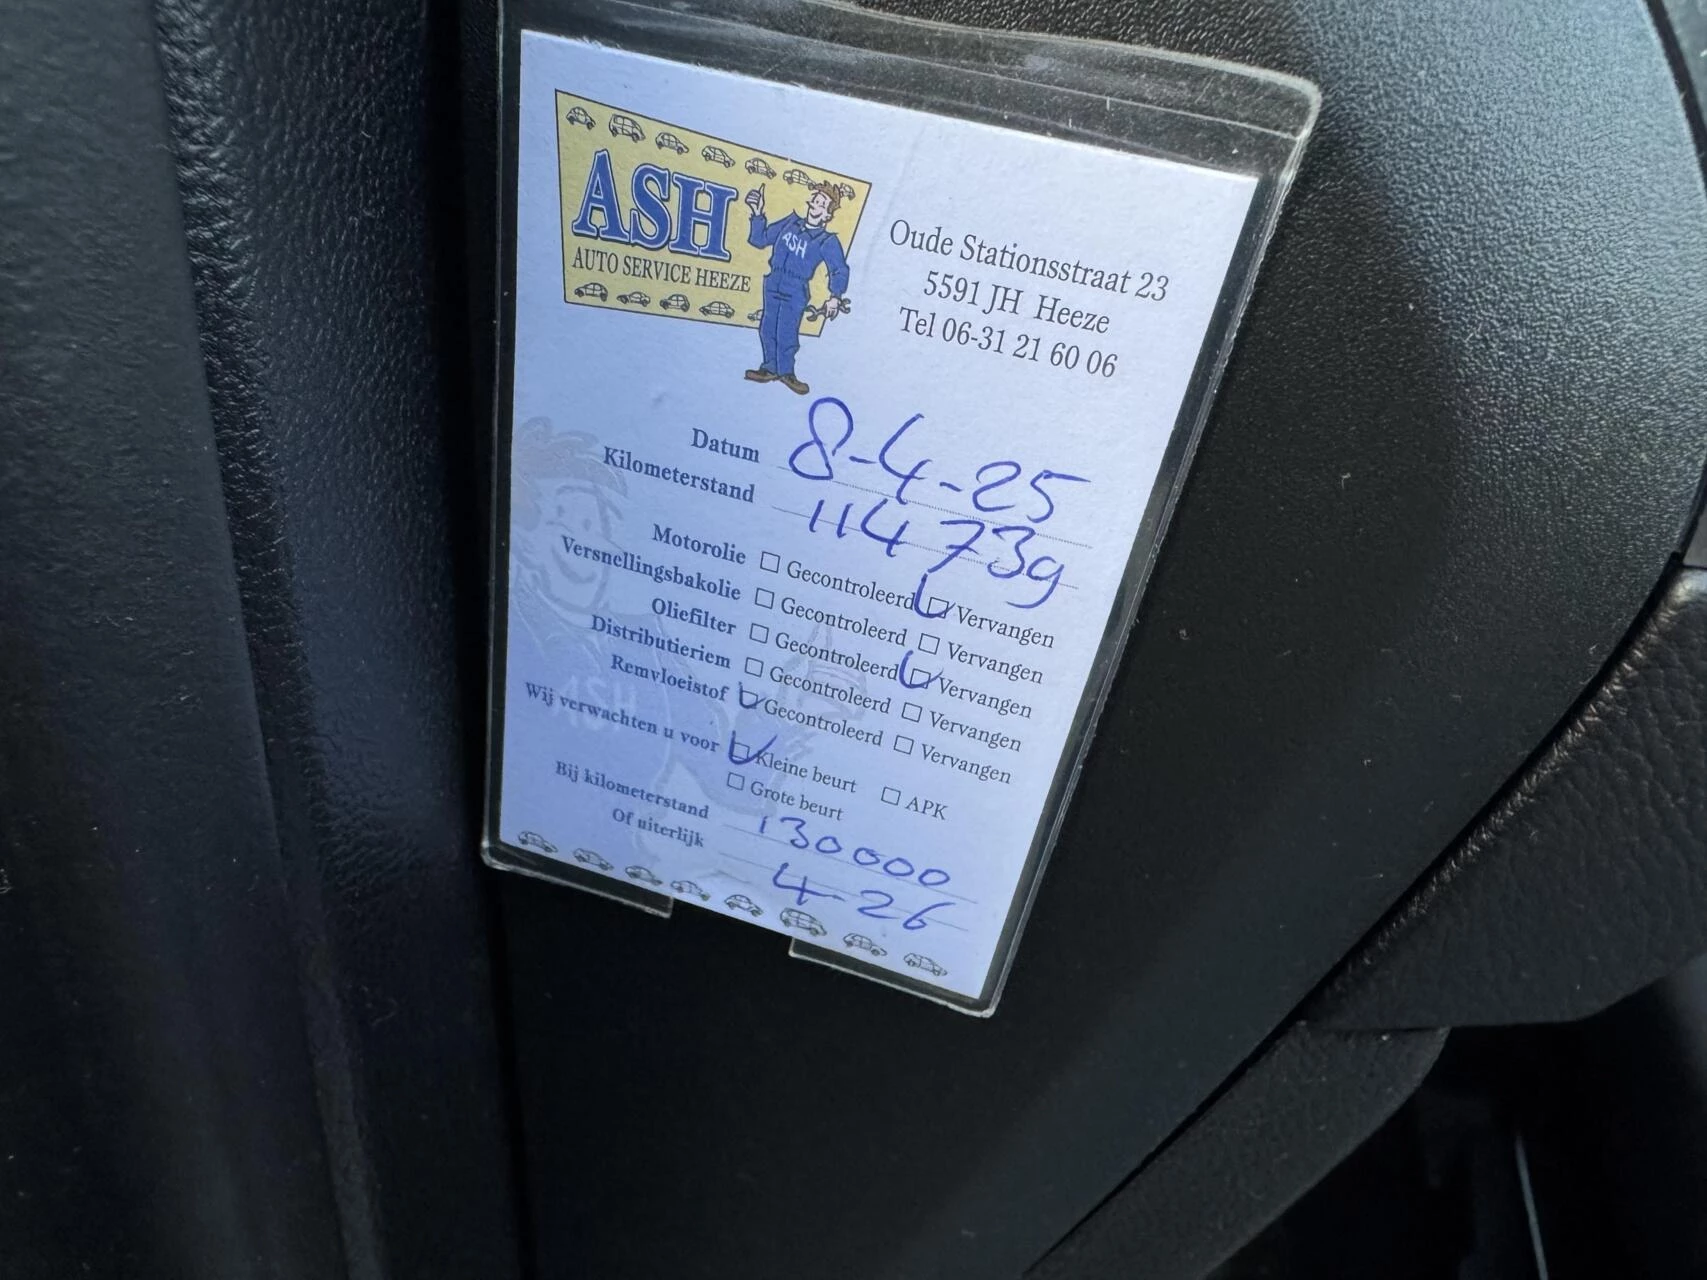 ASH
AUTO SERVICE HEEZE
ASH
Oude Stationsstraat 23
5591 JH Heeze
Tel 06-31 21 60 06
Datum 8-4-25
Kilometerstand 114739
Motorolie ☐ Gecontroleerd ☑ Vervangen
Versnellingsbakolie ☐ Gecontroleerd ☐ Vervangen
Oliefilter ☐ Gecontroleerd ☑ Vervangen
Distributieriem ☐ Gecontroleerd ☐ Vervangen
Remvloeistof ☑ Gecontroleerd ☐ Vervangen
Wij verwachten u voor ☑ Kleine beurt ☐ APK
☐ Grote beurt
Bij kilometerstand 130000
Of uiterlijk 4-26
ASH